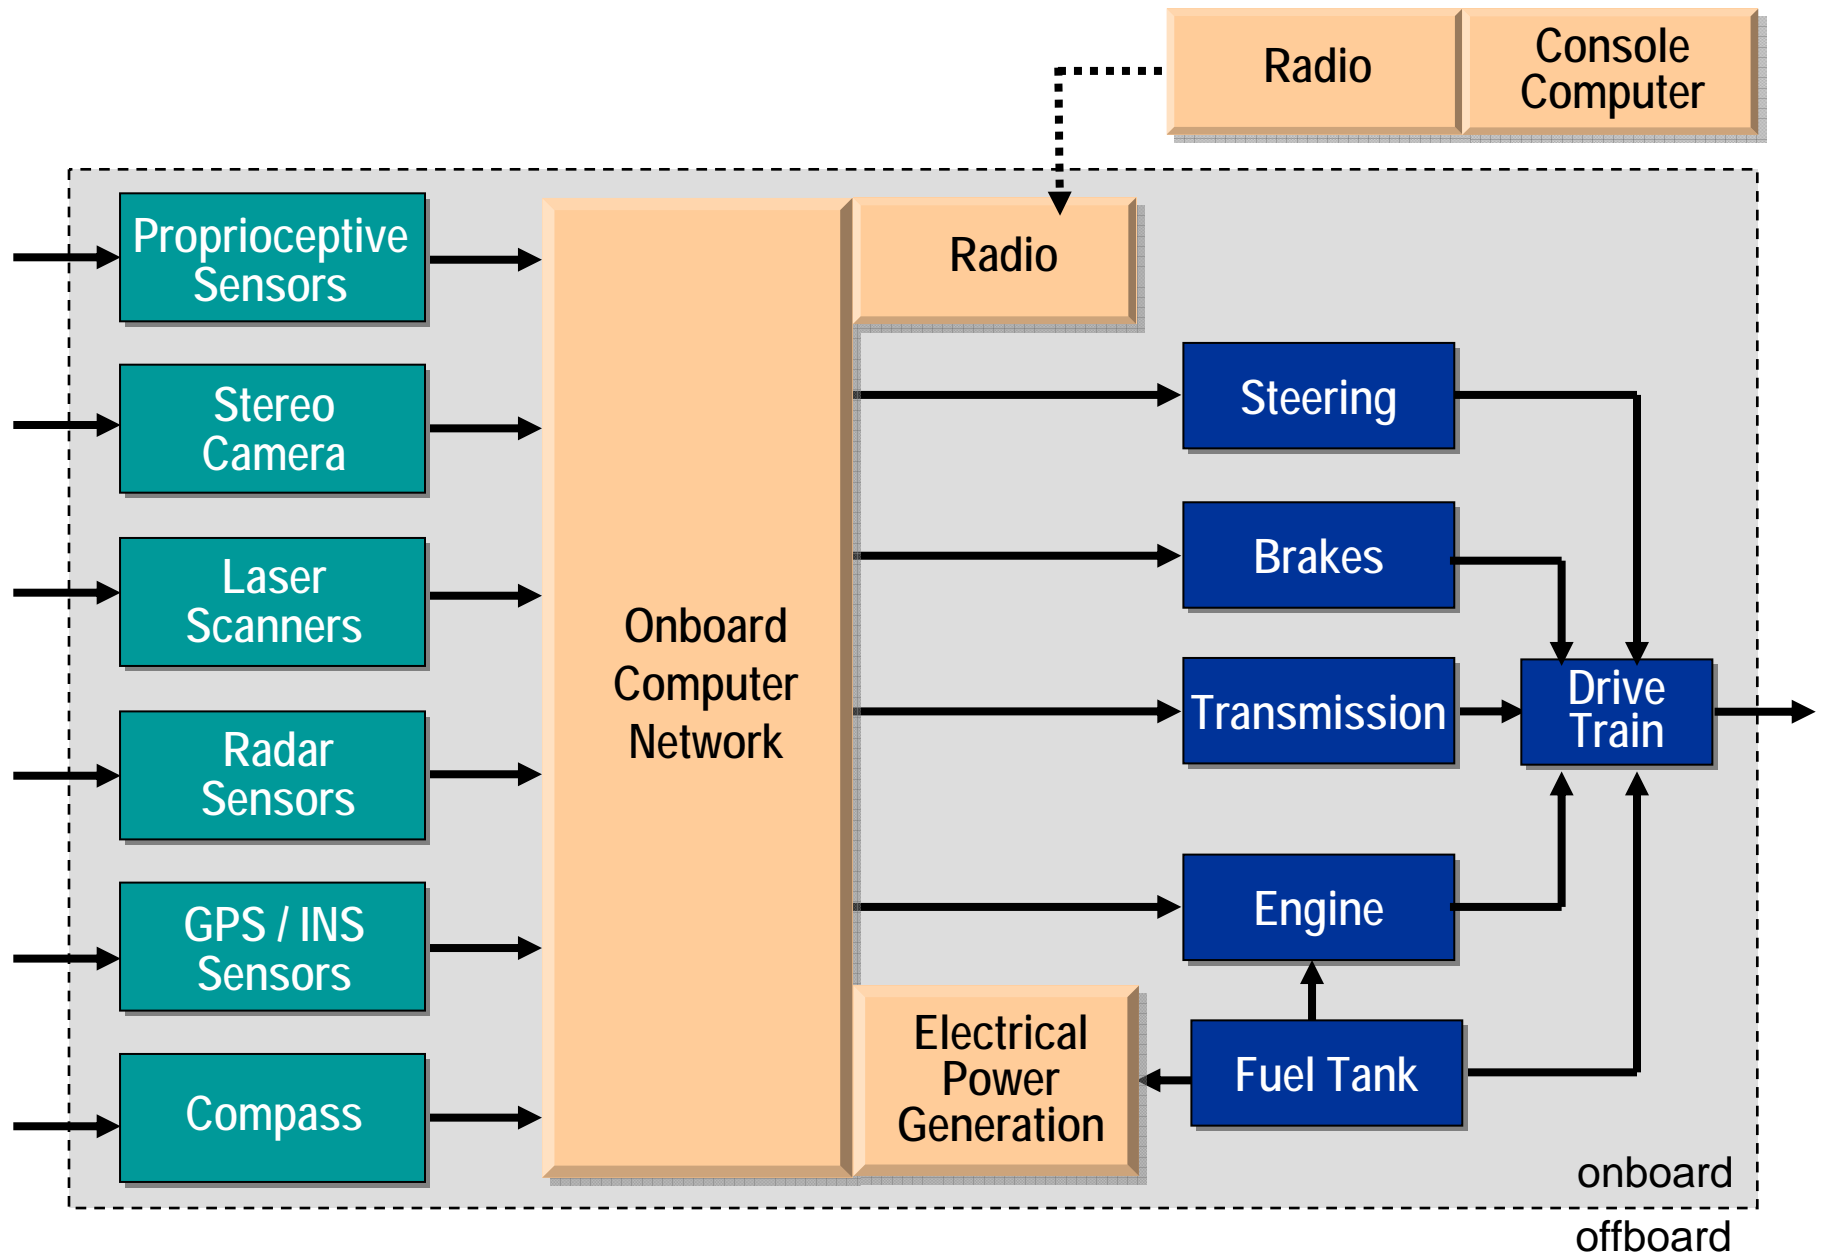 Radio
Console
Computer
Proprioceptive
Sensors
Radio
Stereo
Camera
Steering
Laser
Scanners
Brakes
Onboard
Computer
Network
Transmission
Drive
Train
Radar
Sensors
GPS / INS
Sensors
Engine
Electrical
Power
Generation
Fuel Tank
Compass
onboard
offboard